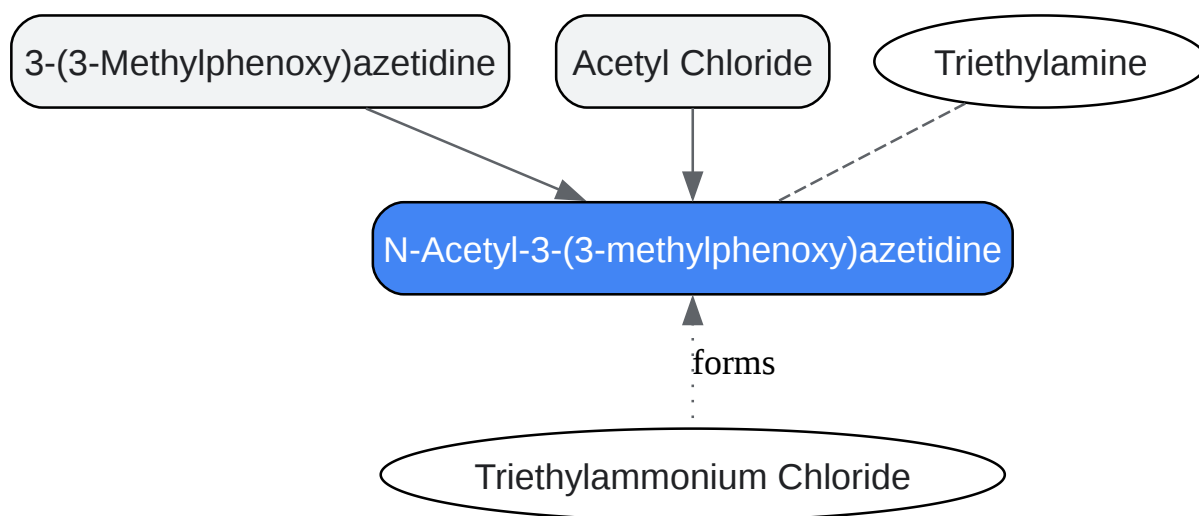 3-(3-Methylphenoxy)azetidine
Acetyl Chloride
Triethylamine
N-Acetyl-3-(3-methylphenoxy)azetidine
forms
Triethylammonium Chloride